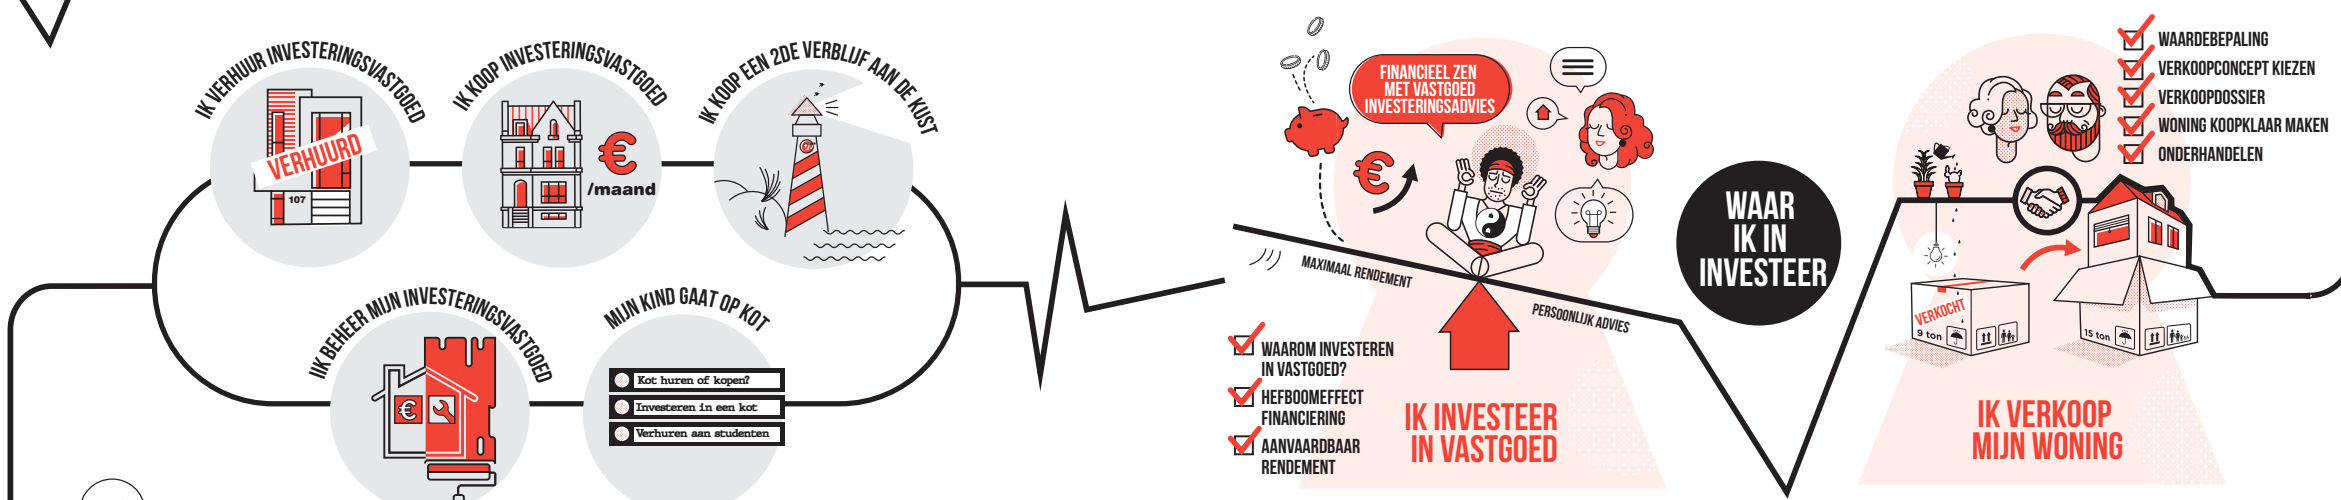 IK VERHUUR INVESTERINGSVASTGOED
VERHUURD
107
IK KOOP INVESTERINGSVASTGOED
€
/maand
IK KOOP EEN 2DE VERBLIJF AAN DE KUST
IIK BEHEER MIJN INVESTERINGSVASTGOED
€
MIJN KIND GAAT OP KOT
Kot huren of kopen?
Investeren in een kot
Verhuren aan studenten
FINANCIEEL ZEN
MET VASTGOED
INVESTERINGSADVIES
€
MAXIMAAL RENDEMENT
PERSOONLIJK ADVIES
WAAROM INVESTEREN
IN VASTGOED?
HEFBOOMEFFECT
FINANCIERING
AANVAARDBAAR
RENDEMENT
IK INVESTEER
IN VASTGOED
WAAR
IK IN
INVESTEER
WAARDEBEPALING
VERKOOPCONCEPT KIEZEN
VERKOOPDOSSIER
WONING KOOPKLAAR MAKEN
ONDERHANDELEN
VERKOCHT
9 ton
15 ton
IK VERKOOP
MIJN WONING